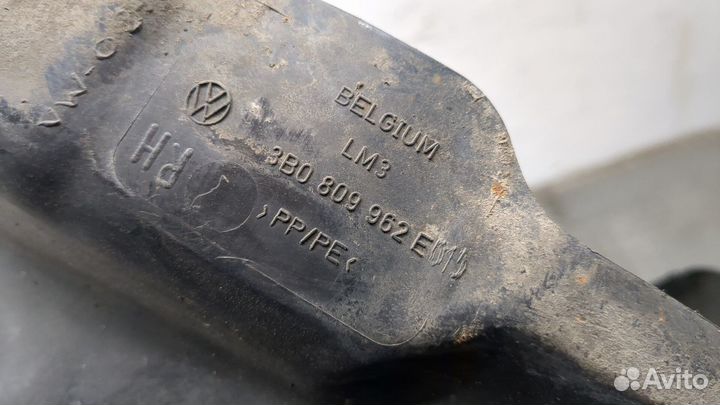 BELGIUM
LM3
3B0 809 962 E
>PP/PE<
RH
Avito